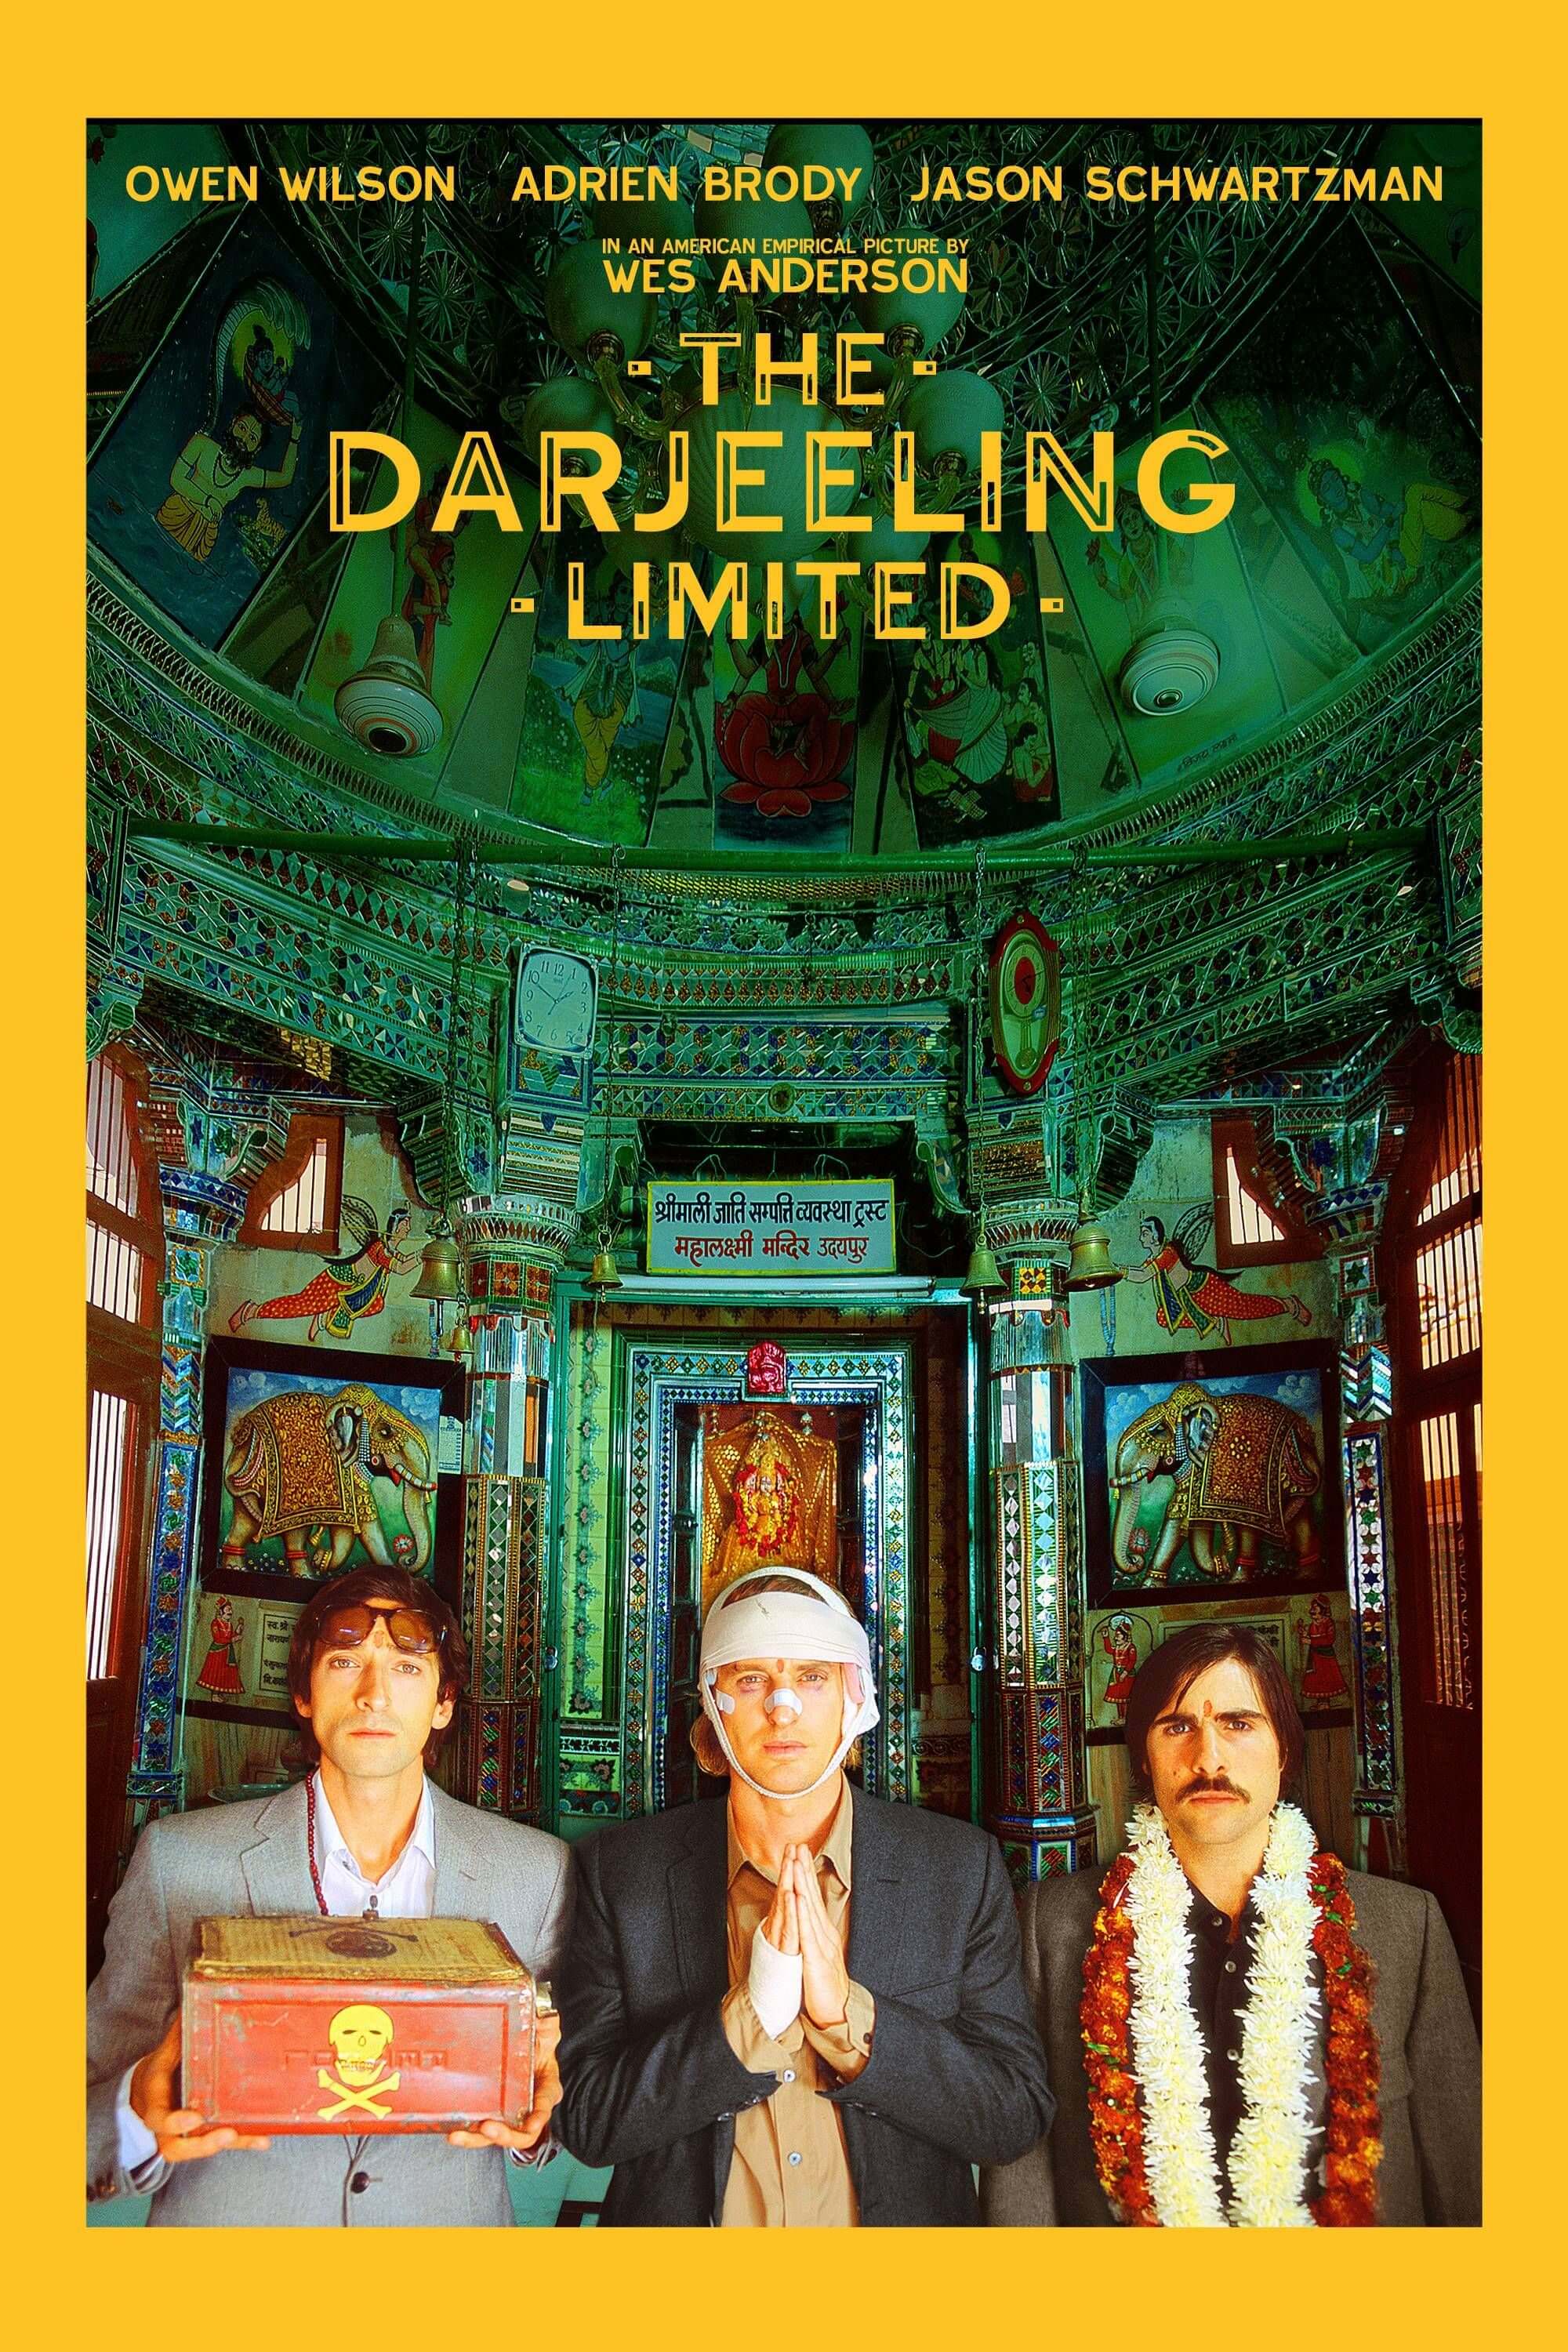 OWEN WILSON ADRIEN BRODY JASON SCHWARTZMAN
IN AN AMERICAN EMPIRICAL PICTURE BY
WES ANDERSON
THE
DARJEELING
LIMITED
श्रीमाली जाति सम्पत्ति व्यवस्था ट्रस्ट
महालक्ष्मी मन्दिर उदयपुर